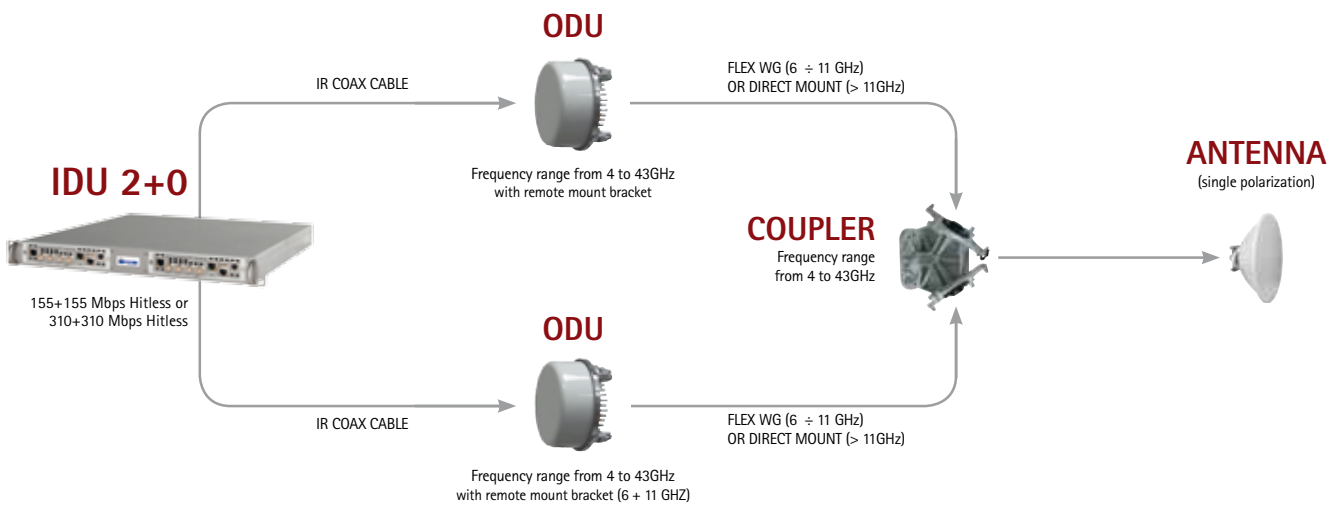 ODU
IR COAX CABLE
FLEX WG (6 ÷ 11 GHz)
OR DIRECT MOUNT (> 11GHz)
Frequency range from 4 to 43GHz
with remote mount bracket
IDU 2+0
155+155 Mbps Hitless or
310+310 Mbps Hitless
COUPLER
Frequency range
from 4 to 43GHz
ANTENNA
(single polarization)
ODU
IR COAX CABLE
FLEX WG (6 ÷ 11 GHz)
OR DIRECT MOUNT (> 11GHz)
Frequency range from 4 to 43GHz
with remote mount bracket (6 + 11 GHZ)